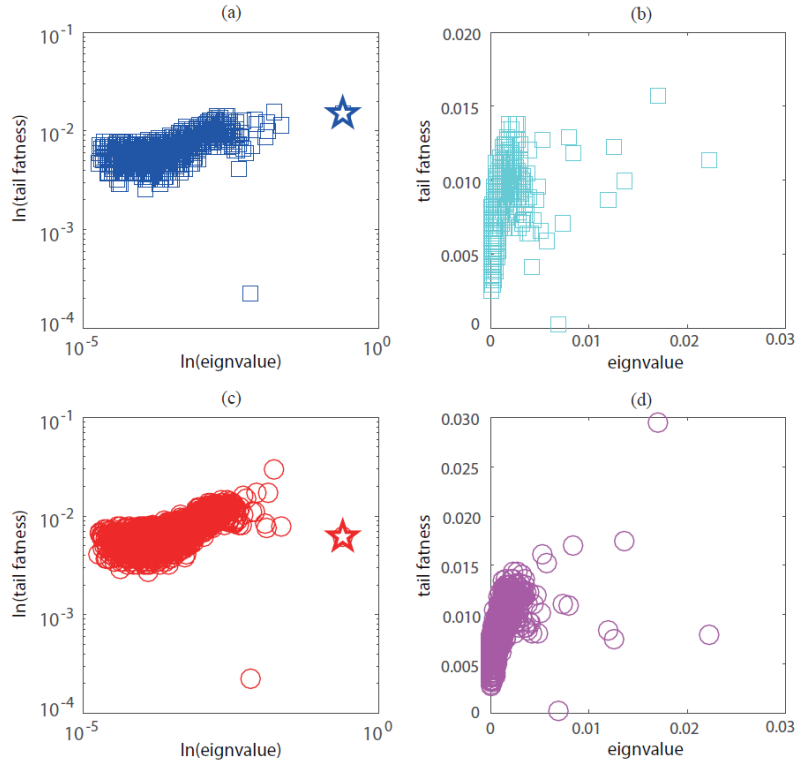 (a)
10^-1
10^-2
10^-3
10^-4
ln(tail fatness)
10^-5
10^0
ln(eignvalue)
(b)
0.020
0.015
0.010
0.005
0
tail fatness
0
0.01
0.02
0.03
eignvalue
(c)
10^-1
10^-2
10^-3
10^-4
ln(tail fatness)
10^-5
10^0
ln(eignvalue)
(d)
0.030
0.025
0.020
0.015
0.010
0.005
0
tail fatness
0
0.01
0.02
0.03
eignvalue